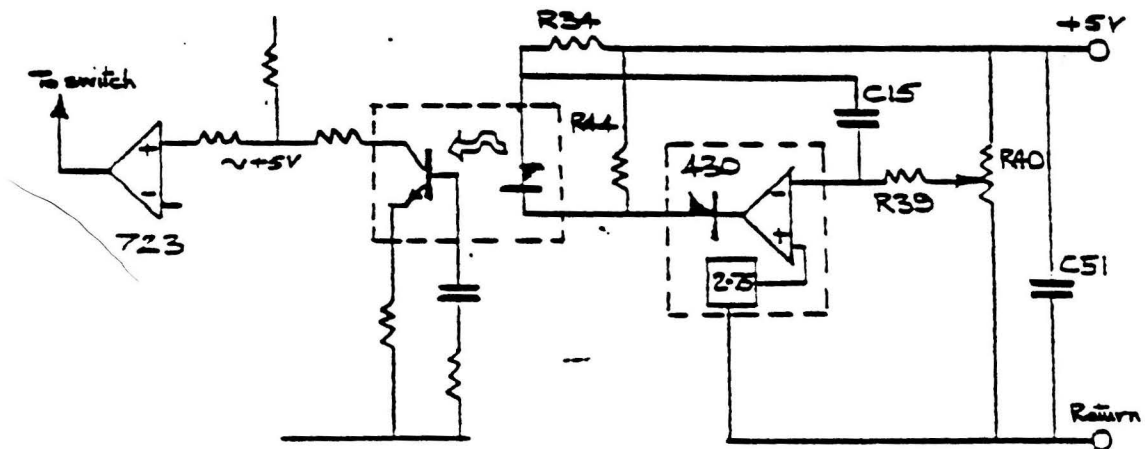 R34
+5V
To switch
C15
R44
~+5V
430
R40
+
-
-
R39
+
723
2.75
C51
Return